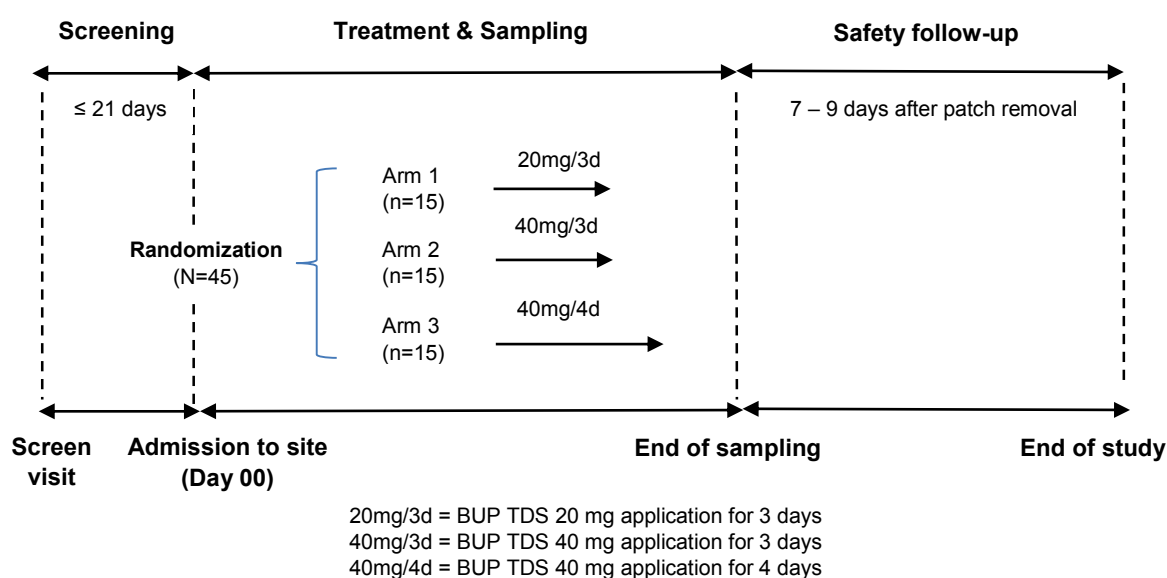 Screening
Treatment & Sampling
Safety follow-up
≤ 21 days
7 – 9 days after patch removal
20mg/3d
Arm 1
(n=15)
40mg/3d
Randomization
(N=45)
Arm 2
(n=15)
40mg/4d
Arm 3
(n=15)
Screen
visit
Admission to site
(Day 00)
End of sampling
End of study
20mg/3d = BUP TDS 20 mg application for 3 days
40mg/3d = BUP TDS 40 mg application for 3 days
40mg/4d = BUP TDS 40 mg application for 4 days